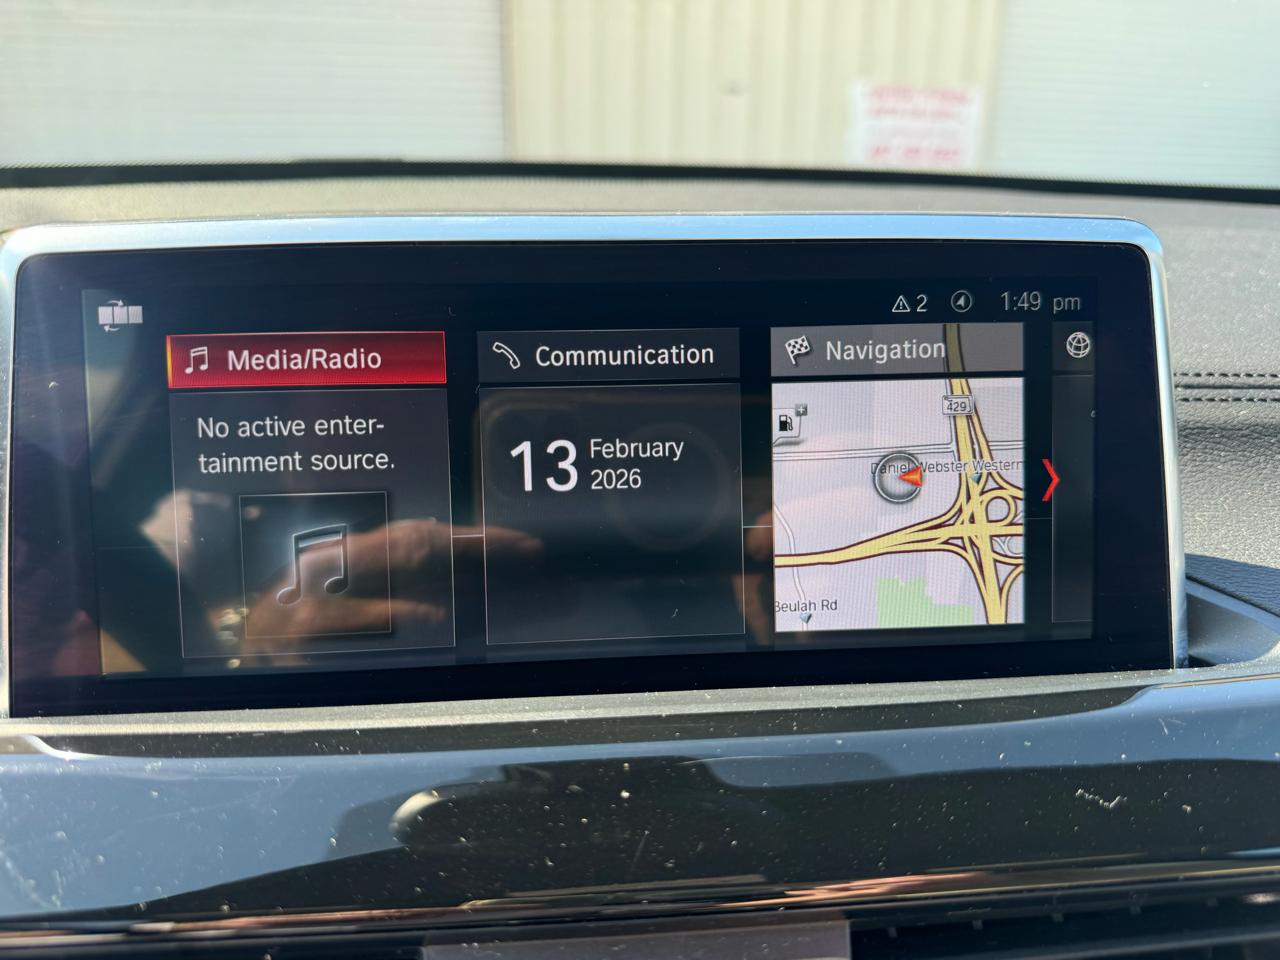 2
1:49 pm
Media/Radio
No active enter-
tainment source.
Communication
13 February
2026
Navigation
429
Daniel Webster Western
Beulah Rd